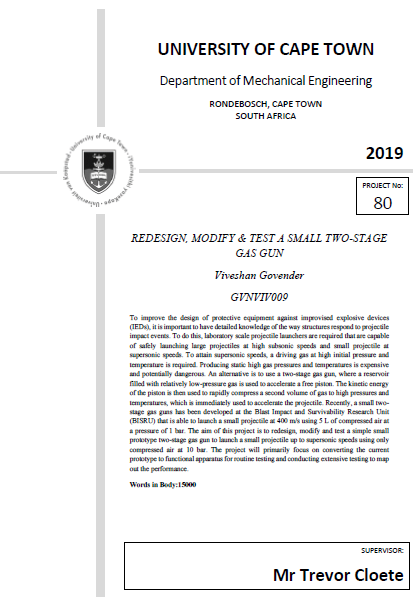 UNIVERSITY OF CAPE TOWN
Department of Mechanical Engineering
RONDEBOSCH, CAPE TOWN
SOUTH AFRICA
2019
PROJECT No:
80
REDESIGN, MODIFY & TEST A SMALL TWO-STAGE
GAS GUN
Viveshan Govender
GVNVIV009
To improve the design of protective equipment against improvised explosive devices
(IEDs), it is important to have detailed knowledge of the way structures respond to projectile
impact events. To do this, laboratory scale projectile launchers are required that are capable
of safely launching large projectiles at high subsonic speeds and small projectile at
supersonic speeds. To attain supersonic speeds, a driving gas at high initial pressure and
temperature is required. Producing static high gas pressures and temperatures is expensive
and potentially dangerous. An alternative is to use a two-stage gas gun, where a reservoir
filled with relatively low-pressure gas is used to accelerate a free piston. The kinetic energy
of the piston is then used to rapidly compress a second volume of gas to high pressures and
temperatures, which is immediately used to accelerate the projectile. Recently, a small two-
stage gas guns has been developed at the Blast Impact and Survivability Research Unit
(BISRU) that is able to launch a small projectile at 400 m/s using 5 L of compressed air at
a pressure of 1 bar. The aim of this project is to redesign, modify and test a simple small
prototype two-stage gas gun to launch a small projectile up to supersonic speeds using only
compressed air at 10 bar. The project will primarily focus on converting the current
prototype to functional apparatus for routine testing and conducting extensive testing to map
out the performance.
Words in Body:15000
SUPERVISOR:
Mr Trevor Cloete